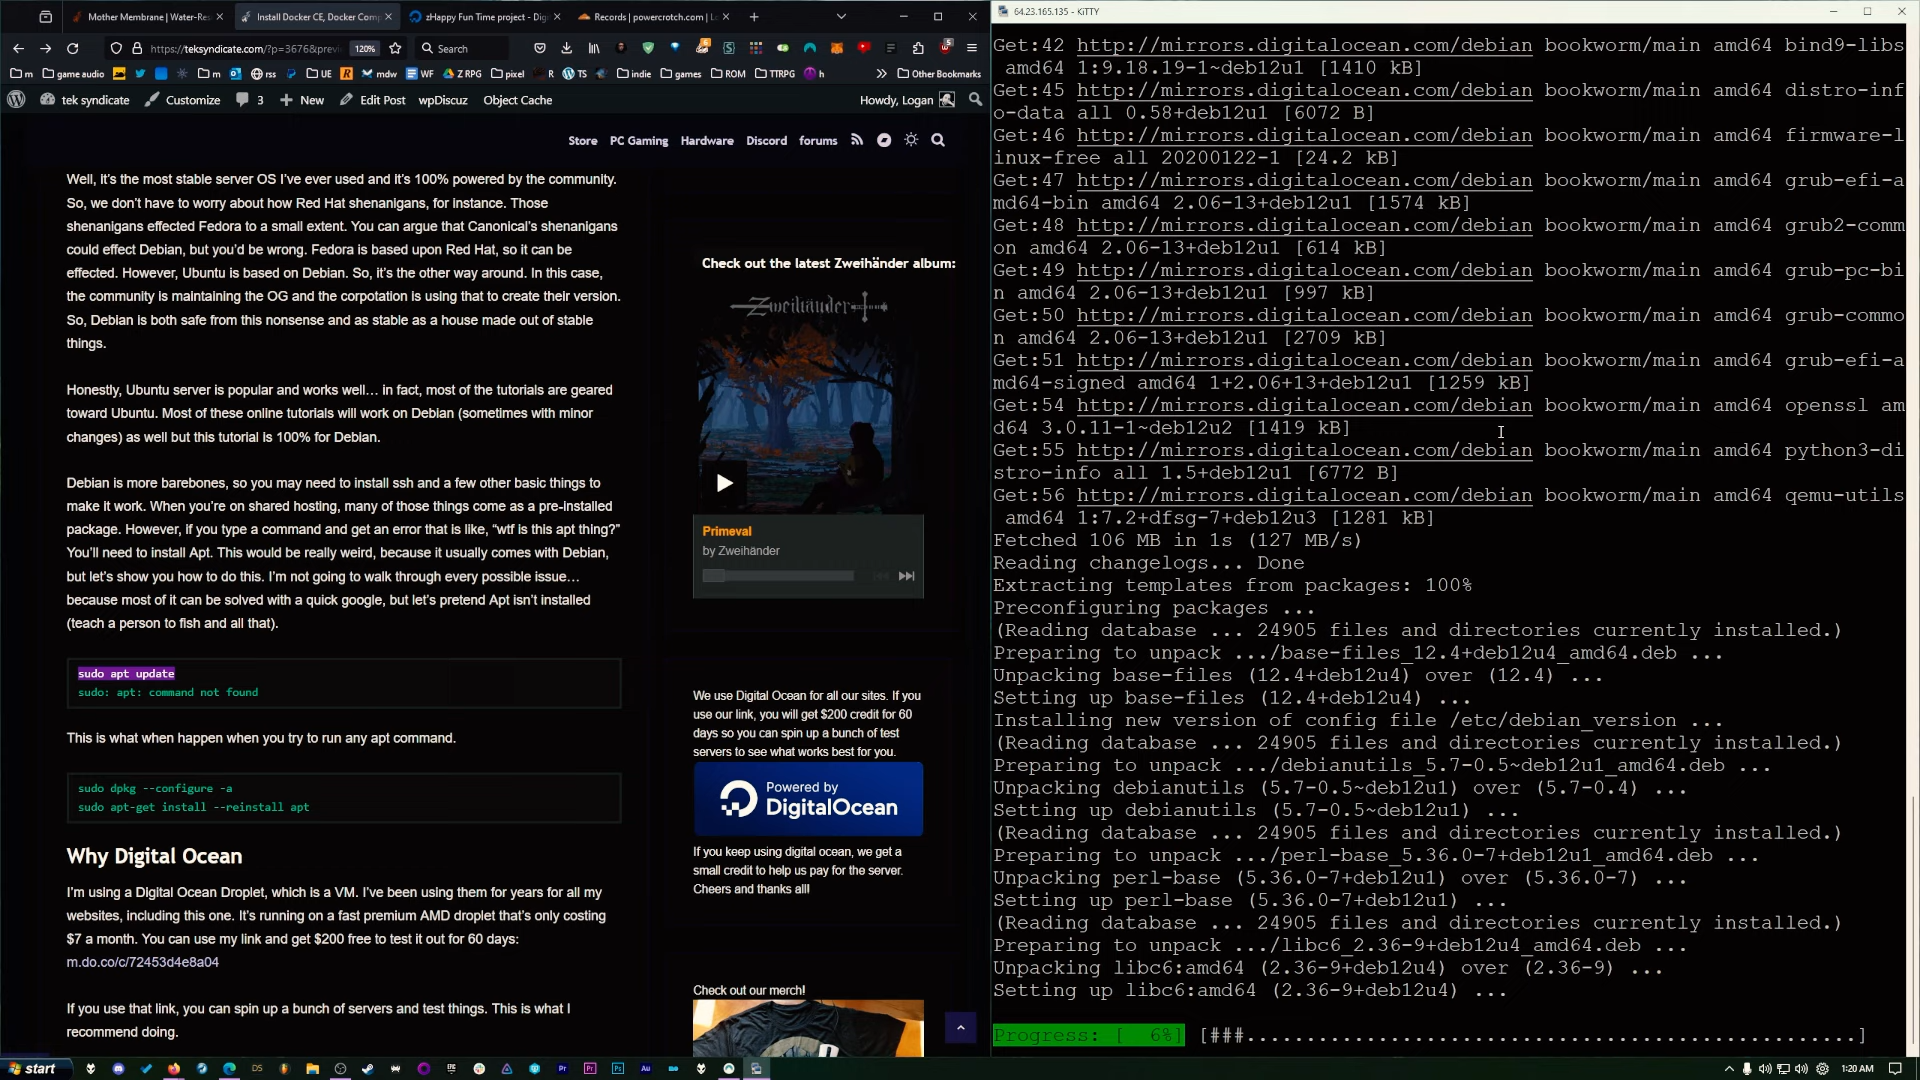 Mother Membrane | Water-Res
Install Docker CE, Docker Comp
zHappy Fun Time project - Digi
Records | powercrotch.com | L
https://teksyndicate.com/?p=3676&previ
120%
Search
m
game audio
m
rss
UE
mdw
WF
Z RPG
pixel
R
TS
indie
games
ROM
TTRPG
h
Other Bookmarks
tek syndicate
Customize
3
New
Edit Post
wpDiscuz
Object Cache
Howdy, Logan
Store
PC Gaming
Hardware
Discord
forums
Well, it's the most stable server OS I've ever used and it's 100% powered by the community.
So, we don't have to worry about how Red Hat shenanigans, for instance. Those
shenanigans effected Fedora to a small extent. You can argue that Canonical's shenanigans
could effect Debian, but you'd be wrong. Fedora is based upon Red Hat, so it can be
effected. However, Ubuntu is based on Debian. So, it's the other way around. In this case,
the community is maintaining the OG and the corpotation is using that to create their version.
So, Debian is both safe from this nonsense and as stable as a house made out of stable
things.
Honestly, Ubuntu server is popular and works well… in fact, most of the tutorials are geared
toward Ubuntu. Most of these online tutorials will work on Debian (sometimes with minor
changes) as well but this tutorial is 100% for Debian.
Debian is more barebones, so you may need to install ssh and a few other basic things to
make it work. When you're on shared hosting, many of those things come as a pre-installed
package. However, if you type a command and get an error that is like, "wtf is this apt thing?"
You'll need to install Apt. This would be really weird, because it usually comes with Debian,
but let's show you how to do this. I'm not going to walk through every possible issue…
because most of it can be solved with a quick google, but let's pretend Apt isn't installed
(teach a person to fish and all that).
sudo apt update
sudo: apt: command not found
This is what when happen when you try to run any apt command.
sudo dpkg --configure -a
sudo apt-get install --reinstall apt
Why Digital Ocean
I'm using a Digital Ocean Droplet, which is a VM. I've been using them for years for all my
websites, including this one. It's running on a fast premium AMD droplet that's only costing
$7 a month. You can use my link and get $200 free to test it out for 60 days:
m.do.co/c/72453d4e8a04
If you use that link, you can spin up a bunch of servers and test things. This is what I
recommend doing.
Check out the latest Zweihänder album:
Zweihänder
Primeval
by Zweihänder
We use Digital Ocean for all our sites. If you
use our link, you will get $200 credit for 60
days so you can spin up a bunch of test
servers to see what works best for you.
Powered by
DigitalOcean
If you keep using digital ocean, we get a
small credit to help us pay for the server.
Cheers and thanks all!
Check out our merch!
64.23.165.135 - KiTTY
Get:42 http://mirrors.digitalocean.com/debian bookworm/main amd64 bind9-libs
 amd64 1:9.18.19-1~deb12u1 [1410 kB]
Get:45 http://mirrors.digitalocean.com/debian bookworm/main amd64 distro-inf
o-data all 0.58+deb12u1 [6072 B]
Get:46 http://mirrors.digitalocean.com/debian bookworm/main amd64 firmware-l
inux-free all 20200122-1 [24.2 kB]
Get:47 http://mirrors.digitalocean.com/debian bookworm/main amd64 grub-efi-a
md64-bin amd64 2.06-13+deb12u1 [1574 kB]
Get:48 http://mirrors.digitalocean.com/debian bookworm/main amd64 grub2-comm
on amd64 2.06-13+deb12u1 [614 kB]
Get:49 http://mirrors.digitalocean.com/debian bookworm/main amd64 grub-pc-bi
n amd64 2.06-13+deb12u1 [997 kB]
Get:50 http://mirrors.digitalocean.com/debian bookworm/main amd64 grub-commo
n amd64 2.06-13+deb12u1 [2709 kB]
Get:51 http://mirrors.digitalocean.com/debian bookworm/main amd64 grub-efi-a
md64-signed amd64 1+2.06+13+deb12u1 [1259 kB]
Get:54 http://mirrors.digitalocean.com/debian bookworm/main amd64 openssl am
d64 3.0.11-1~deb12u2 [1419 kB]
Get:55 http://mirrors.digitalocean.com/debian bookworm/main amd64 python3-di
stro-info all 1.5+deb12u1 [6772 B]
Get:56 http://mirrors.digitalocean.com/debian bookworm/main amd64 qemu-utils
 amd64 1:7.2+dfsg-7+deb12u3 [1281 kB]
Fetched 106 MB in 1s (127 MB/s)
Reading changelogs... Done
Extracting templates from packages: 100%
Preconfiguring packages ...
(Reading database ... 24905 files and directories currently installed.)
Preparing to unpack .../base-files_12.4+deb12u4_amd64.deb ...
Unpacking base-files (12.4+deb12u4) over (12.4) ...
Setting up base-files (12.4+deb12u4) ...
Installing new version of config file /etc/debian_version ...
(Reading database ... 24905 files and directories currently installed.)
Preparing to unpack .../debianutils_5.7-0.5~deb12u1_amd64.deb ...
Unpacking debianutils (5.7-0.5~deb12u1) over (5.7-0.4) ...
Setting up debianutils (5.7-0.5~deb12u1) ...
(Reading database ... 24905 files and directories currently installed.)
Preparing to unpack .../perl-base_5.36.0-7+deb12u1_amd64.deb ...
Unpacking perl-base (5.36.0-7+deb12u1) over (5.36.0-7) ...
Setting up perl-base (5.36.0-7+deb12u1) ...
(Reading database ... 24905 files and directories currently installed.)
Preparing to unpack .../libc6_2.36-9+deb12u4_amd64.deb ...
Unpacking libc6:amd64 (2.36-9+deb12u4) over (2.36-9) ...
Setting up libc6:amd64 (2.36-9+deb12u4) ...
Progress: [  6%] [###...................................................]
start
DS
Pr
Pr
Ps
Au
1:20 AM